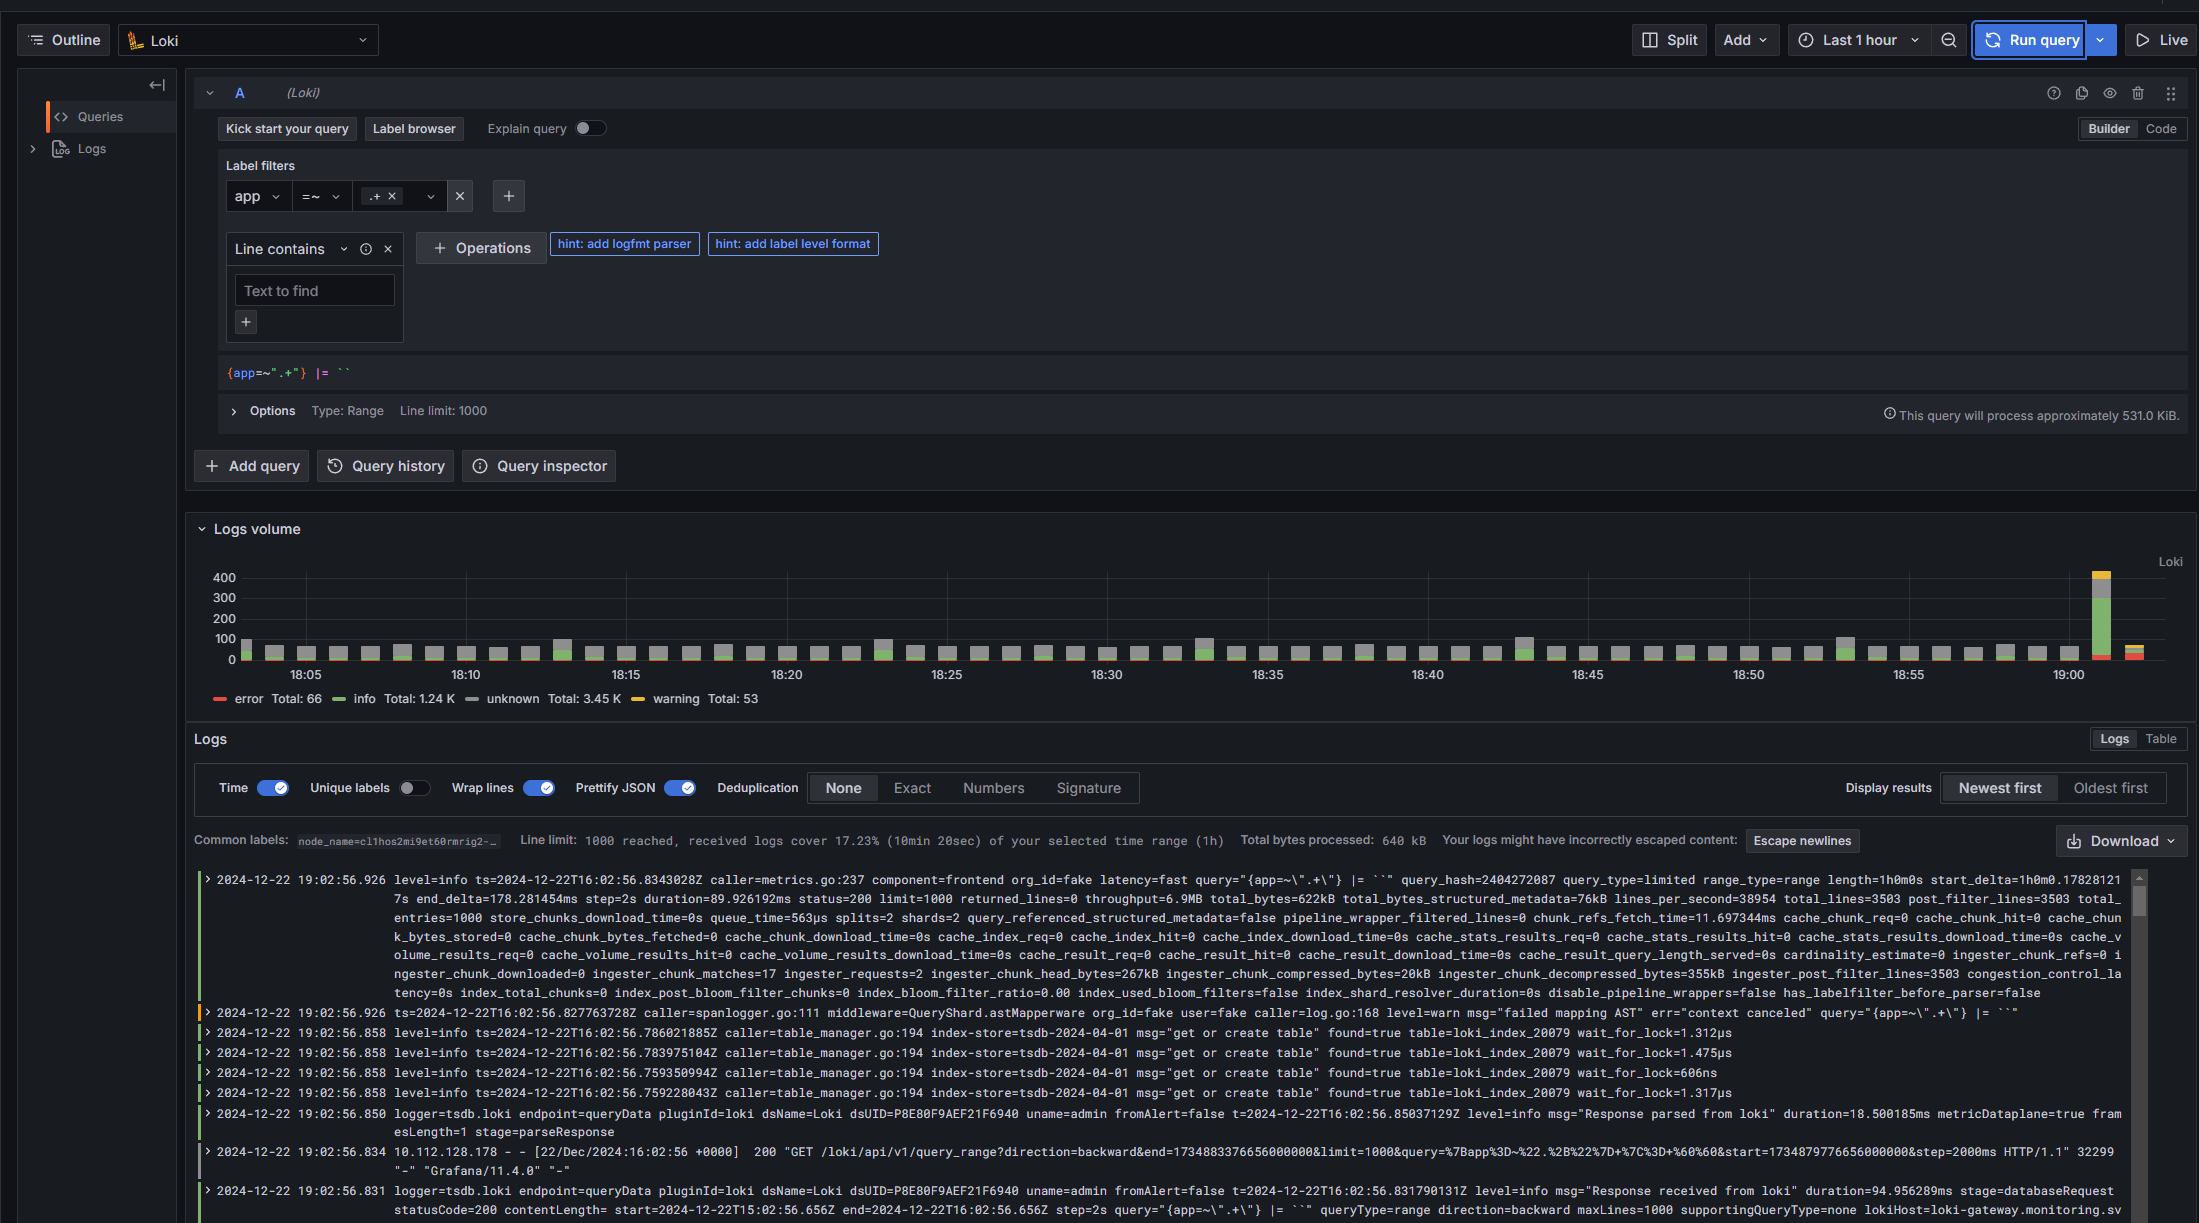 Outline
Loki
Split
Add
Last 1 hour
Run query
Live
Queries
Logs
A
(Loki)
Kick start your query
Label browser
Explain query
Builder
Code
Label filters
app
=~
.+
Line contains
Operations
hint: add logfmt parser
hint: add label level format
Text to find
{app=~".+"} |= ``
Options Type: Range Line limit: 1000
This query will process approximately 531.0 KiB.
Add query
Query history
Query inspector
Logs volume
Loki
400
300
200
100
0
18:05 18:10 18:15 18:20 18:25 18:30 18:35 18:40 18:45 18:50 18:55 19:00
error Total: 66 info Total: 1.24 K unknown Total: 3.45 K warning Total: 53
Logs
Logs
Table
Time Unique labels Wrap lines Prettify JSON Deduplication None Exact Numbers Signature
Display results Newest first Oldest first
Common labels: node_name=cl1hos2mi9et60rmrig2-… Line limit: 1000 reached, received logs cover 17.23% (10min 20sec) of your selected time range (1h) Total bytes processed: 640 kB Your logs might have incorrectly escaped content: Escape newlines Download
2024-12-22 19:02:56.926 level=info ts=2024-12-22T16:02:56.8343028Z caller=metrics.go:237 component=frontend org_id=fake latency=fast query="{app=~\".+\"} |= ``" query_hash=2404272087 query_type=limited range_type=range length=1h0m0s start_delta=1h0m0.17828121
7s end_delta=178.281454ms step=2s duration=89.926192ms status=200 limit=1000 returned_lines=0 throughput=6.9MB total_bytes=622kB total_bytes_structured_metadata=76kB lines_per_second=38954 total_lines=3503 post_filter_lines=3503 total_
entries=1000 store_chunks_download_time=0s queue_time=563µs splits=2 shards=2 query_referenced_structured_metadata=false pipeline_wrapper_filtered_lines=0 chunk_refs_fetch_time=11.697344ms cache_chunk_req=0 cache_chunk_hit=0 cache_chun
k_bytes_stored=0 cache_chunk_bytes_fetched=0 cache_chunk_download_time=0s cache_index_req=0 cache_index_hit=0 cache_index_download_time=0s cache_stats_results_req=0 cache_stats_results_hit=0 cache_stats_results_download_time=0s cache_v
olume_results_req=0 cache_volume_results_hit=0 cache_volume_results_download_time=0s cache_result_req=0 cache_result_hit=0 cache_result_download_time=0s cache_result_query_length_served=0s cardinality_estimate=0 ingester_chunk_refs=0 i
ngester_chunk_downloaded=0 ingester_chunk_matches=17 ingester_requests=2 ingester_chunk_head_bytes=267kB ingester_chunk_compressed_bytes=20kB ingester_chunk_decompressed_bytes=355kB ingester_post_filter_lines=3503 congestion_control_la
tency=0s index_total_chunks=0 index_post_bloom_filter_chunks=0 index_bloom_filter_ratio=0.00 index_used_bloom_filters=false index_shard_resolver_duration=0s disable_pipeline_wrappers=false has_labelfilter_before_parser=false
2024-12-22 19:02:56.926 ts=2024-12-22T16:02:56.827763728Z caller=spanlogger.go:111 middleware=QueryShard.astMapperware org_id=fake user=fake caller=log.go:168 level=warn msg="failed mapping AST" err="context canceled" query="{app=~\".+\"} |= ``"
2024-12-22 19:02:56.858 level=info ts=2024-12-22T16:02:56.786021885Z caller=table_manager.go:194 index-store=tsdb-2024-04-01 msg="get or create table" found=true table=loki_index_20079 wait_for_lock=1.312µs
2024-12-22 19:02:56.858 level=info ts=2024-12-22T16:02:56.783975104Z caller=table_manager.go:194 index-store=tsdb-2024-04-01 msg="get or create table" found=true table=loki_index_20079 wait_for_lock=1.475µs
2024-12-22 19:02:56.858 level=info ts=2024-12-22T16:02:56.759350994Z caller=table_manager.go:194 index-store=tsdb-2024-04-01 msg="get or create table" found=true table=loki_index_20079 wait_for_lock=606ns
2024-12-22 19:02:56.858 level=info ts=2024-12-22T16:02:56.759228043Z caller=table_manager.go:194 index-store=tsdb-2024-04-01 msg="get or create table" found=true table=loki_index_20079 wait_for_lock=1.317µs
2024-12-22 19:02:56.850 logger=tsdb.loki endpoint=queryData pluginId=loki dsName=Loki dsUID=P8E80F9AEF21F6940 uname=admin fromAlert=false t=2024-12-22T16:02:56.85037129Z level=info msg="Response parsed from loki" duration=18.500185ms metricDataplane=true fram
esLength=1 stage=parseResponse
2024-12-22 19:02:56.834 10.112.128.178 - - [22/Dec/2024:16:02:56 +0000]  200 "GET /loki/api/v1/query_range?direction=backward&end=1734883376656000000&limit=1000&query=%7Bapp%3D~%22.%2B%22%7D+%7C%3D+%60%60&start=1734879776656000000&step=2000ms HTTP/1.1" 32299
"-" "Grafana/11.4.0" "-"
2024-12-22 19:02:56.831 logger=tsdb.loki endpoint=queryData pluginId=loki dsName=Loki dsUID=P8E80F9AEF21F6940 uname=admin fromAlert=false t=2024-12-22T16:02:56.831790131Z level=info msg="Response received from loki" duration=94.956289ms stage=databaseRequest
statusCode=200 contentLength= start=2024-12-22T15:02:56.656Z end=2024-12-22T16:02:56.656Z step=2s query="{app=~\".+\"} |= ``" queryType=range direction=backward maxLines=1000 supportingQueryType=none lokiHost=loki-gateway.monitoring.sv